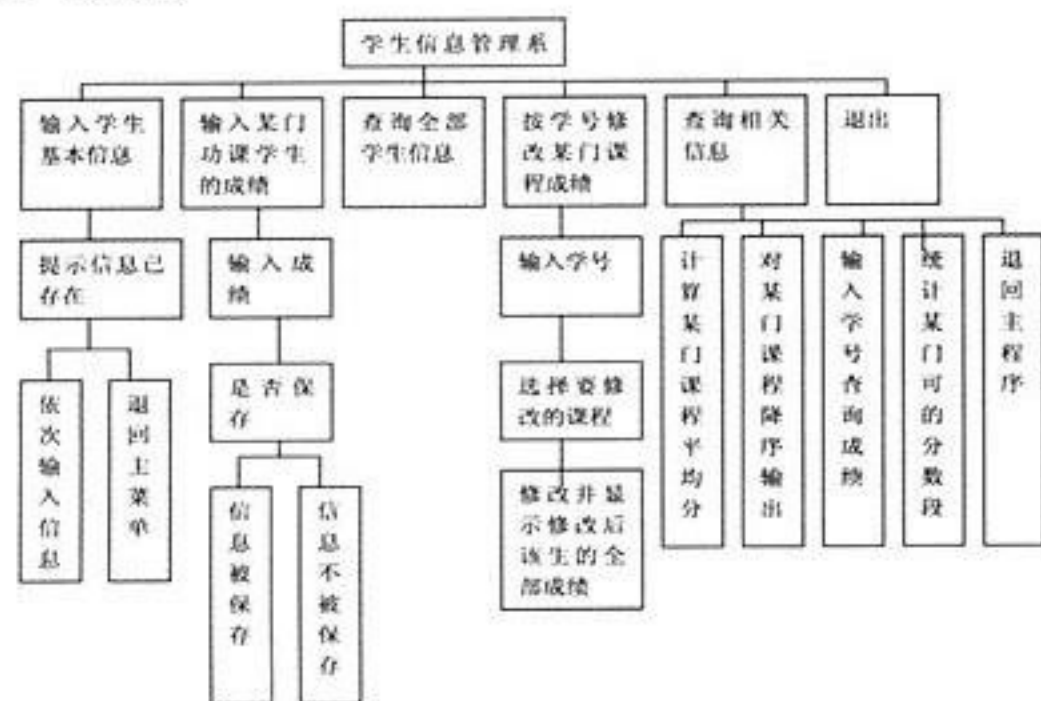 学生信息管理系
输入学生
基本信息
输入某门
功课学生
的成绩
查询全部
学生信息
按学号修
改某门课
程成绩
查询相关
信息
退出
提示信息已
存在
输入成
绩
输入学号
计算某门课程平均分
对某门课程降序输出
输入学号查询成绩
统计某门可的分数段
退回主程序
依次输入信息
退回主菜单
是否保
存
选择要修
改的课程
信息被保存
信息不被保存
修改并显
示修改后
该生的全
部成绩